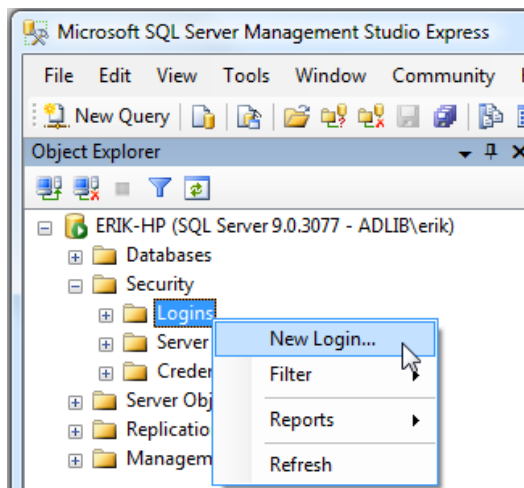 Microsoft SQL Server Management Studio Express
File Edit View Tools Window Community
New Query
Object Explorer
ERIK-HP (SQL Server 9.0.3077 - ADLIB\erik)
Databases
Security
Logins
New Login...
Server
Filter
Creder
Server Obj
Reports
Replicatio
Managem
Refresh